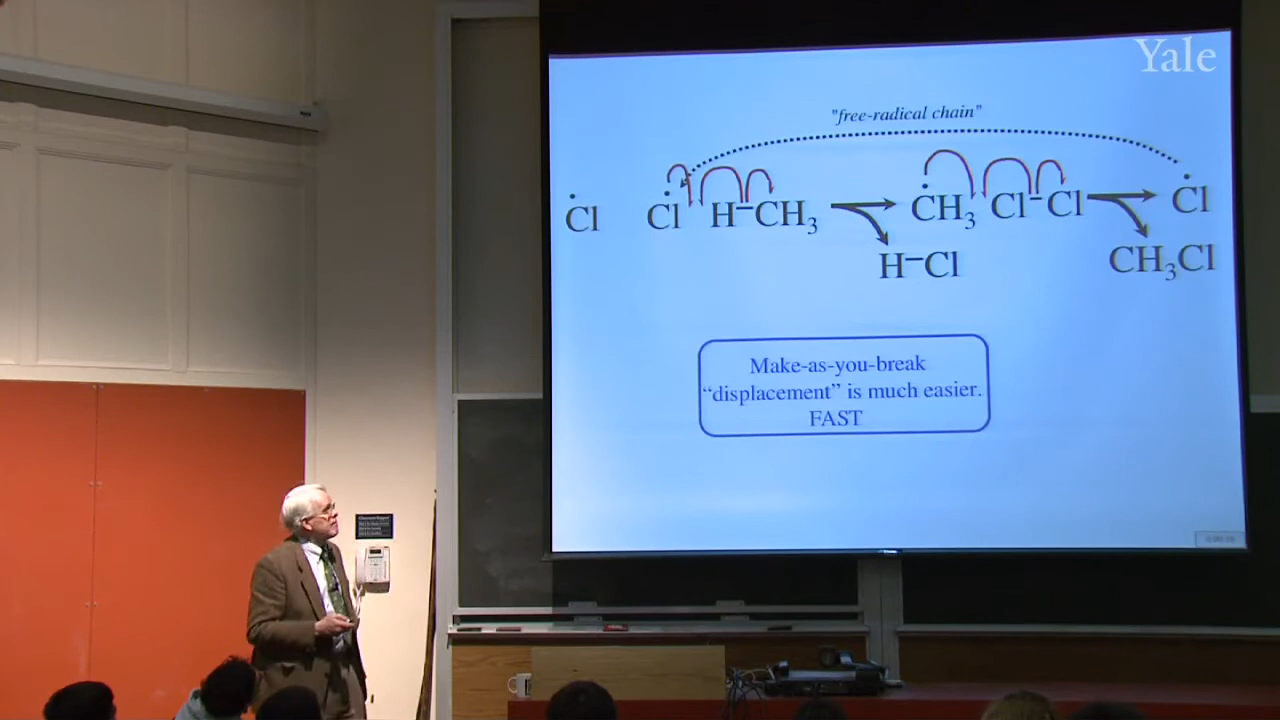 Yale
"free-radical chain"
Cl Cl H–CH₃ CH₃ Cl–Cl Cl
H–Cl CH₃Cl
Make-as-you-break
“displacement” is much easier.
FAST